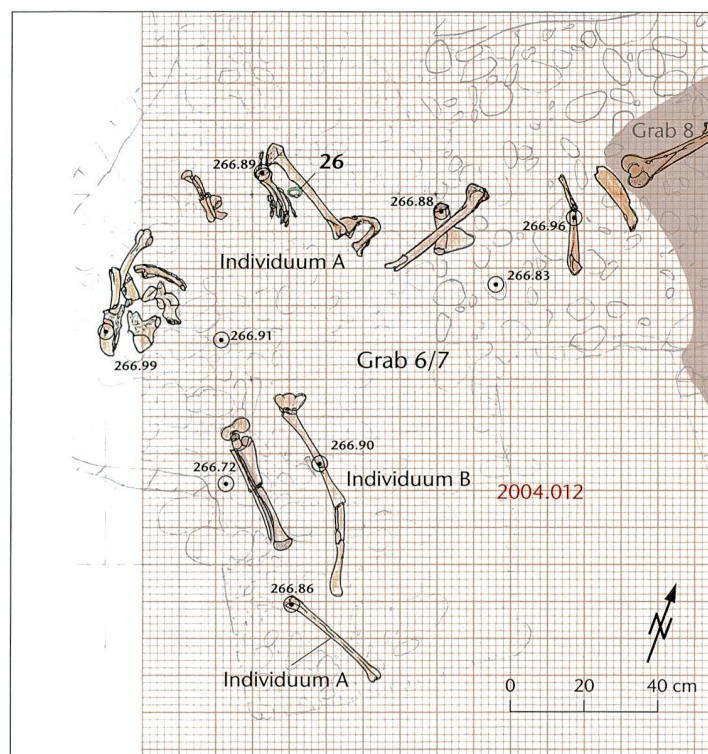 Grab 8
266.89
26
266.88
266.96
Individuum A
266.83
266.99
266.91
Grab 6/7
266.90
266.72
Individuum B
2004.012
266.86
Individuum A
N
0 20 40 cm